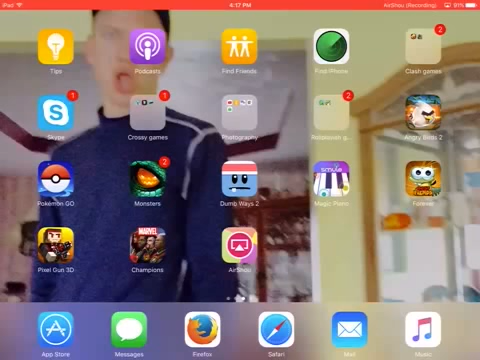 iPad 4:17 PM AirShou (Recording) 91%
Tips Podcasts Find Friends Find iPhone Clash games
2
Skype Crossy games Photography Angry Birds 2
1 1 2
Pokémon GO Monsters Dumb Ways 2 Magic Piano Forever
2
SMULE
Pixel Gun 3D Champions AirShou
MARVEL
App Store Messages Firefox Safari Mail Music